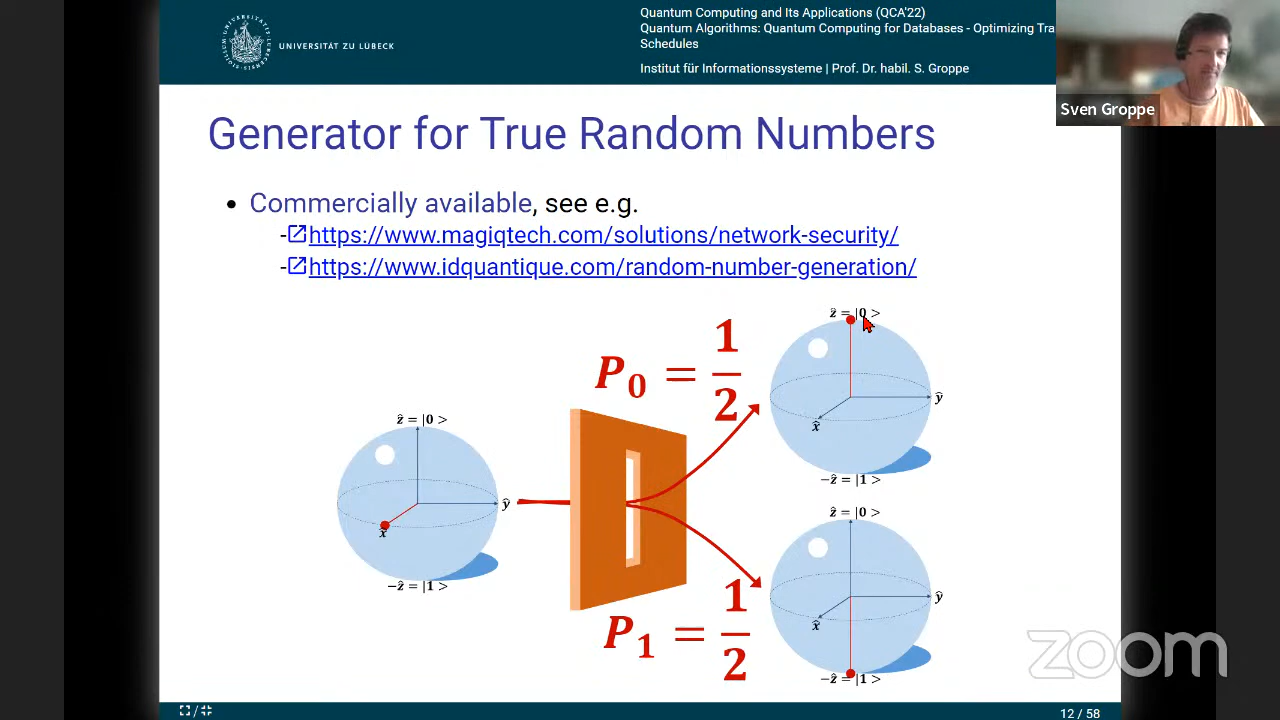 UNIVERSITÄT ZU LÜBECK
Quantum Computing and Its Applications (QCA'22)
Quantum Algorithms: Quantum Computing for Databases - Optimizing Tra
Schedules
Institut für Informationssysteme | Prof. Dr. habil. S. Groppe
Sven Groppe
Generator for True Random Numbers
• Commercially available, see e.g.
- https://www.magiqtech.com/solutions/network-security/
- https://www.idquantique.com/random-number-generation/
ẑ = |0 >
ŷ
x̂
−ẑ = |1 >
P₀ = 1/2
P₁ = 1/2
ẑ = |0 >
ŷ
x̂
−ẑ = |1 >
ẑ = |0 >
ŷ
x̂
−ẑ = |1 >
zoom
12 / 58